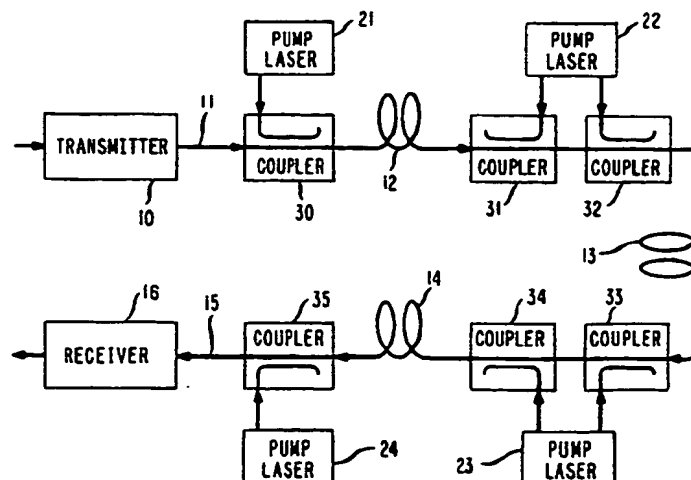 21
PUMP
LASER
22
PUMP
LASER
11
TRANSMITTER
10
COUPLER
30
12
COUPLER
31
COUPLER
32
13
16
RECEIVER
15
35
COUPLER
14
34
COUPLER
33
COUPLER
PUMP
LASER
24
23
PUMP
LASER